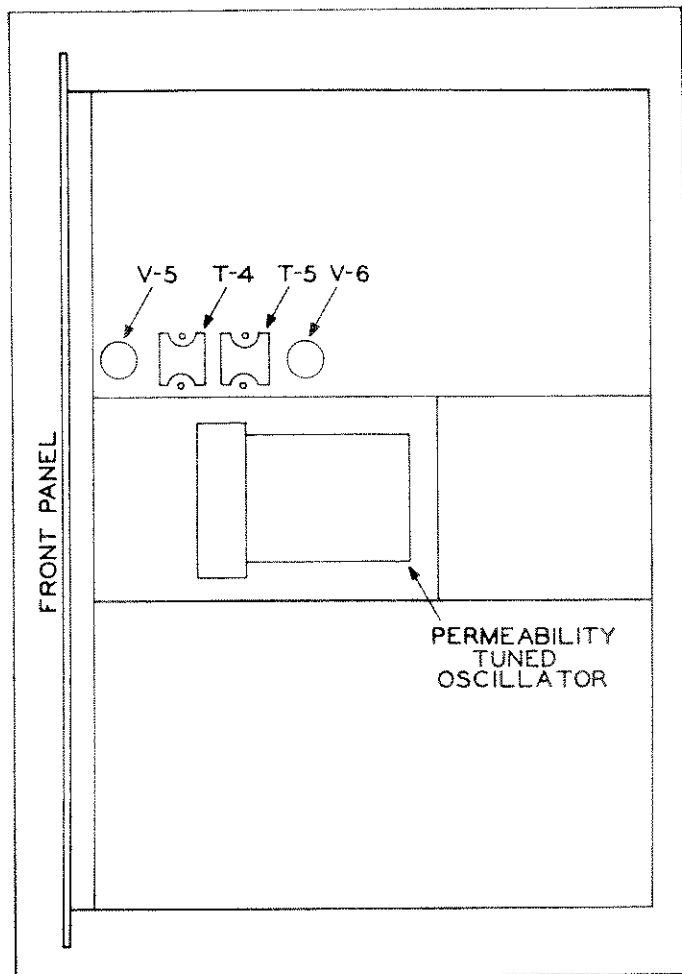 V-5 T-4 T-5 V-6
FRONT PANEL
PERMEABILITY
TUNED
OSCILLATOR